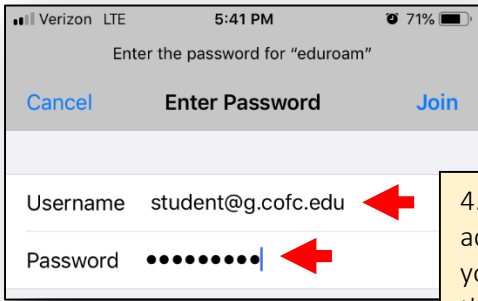 Verizon LTE 5:41 PM 71%
Enter the password for “eduroam”
Cancel Enter Password Join
Username student@g.cofc.edu
Password ●●●●●●●●●
4.